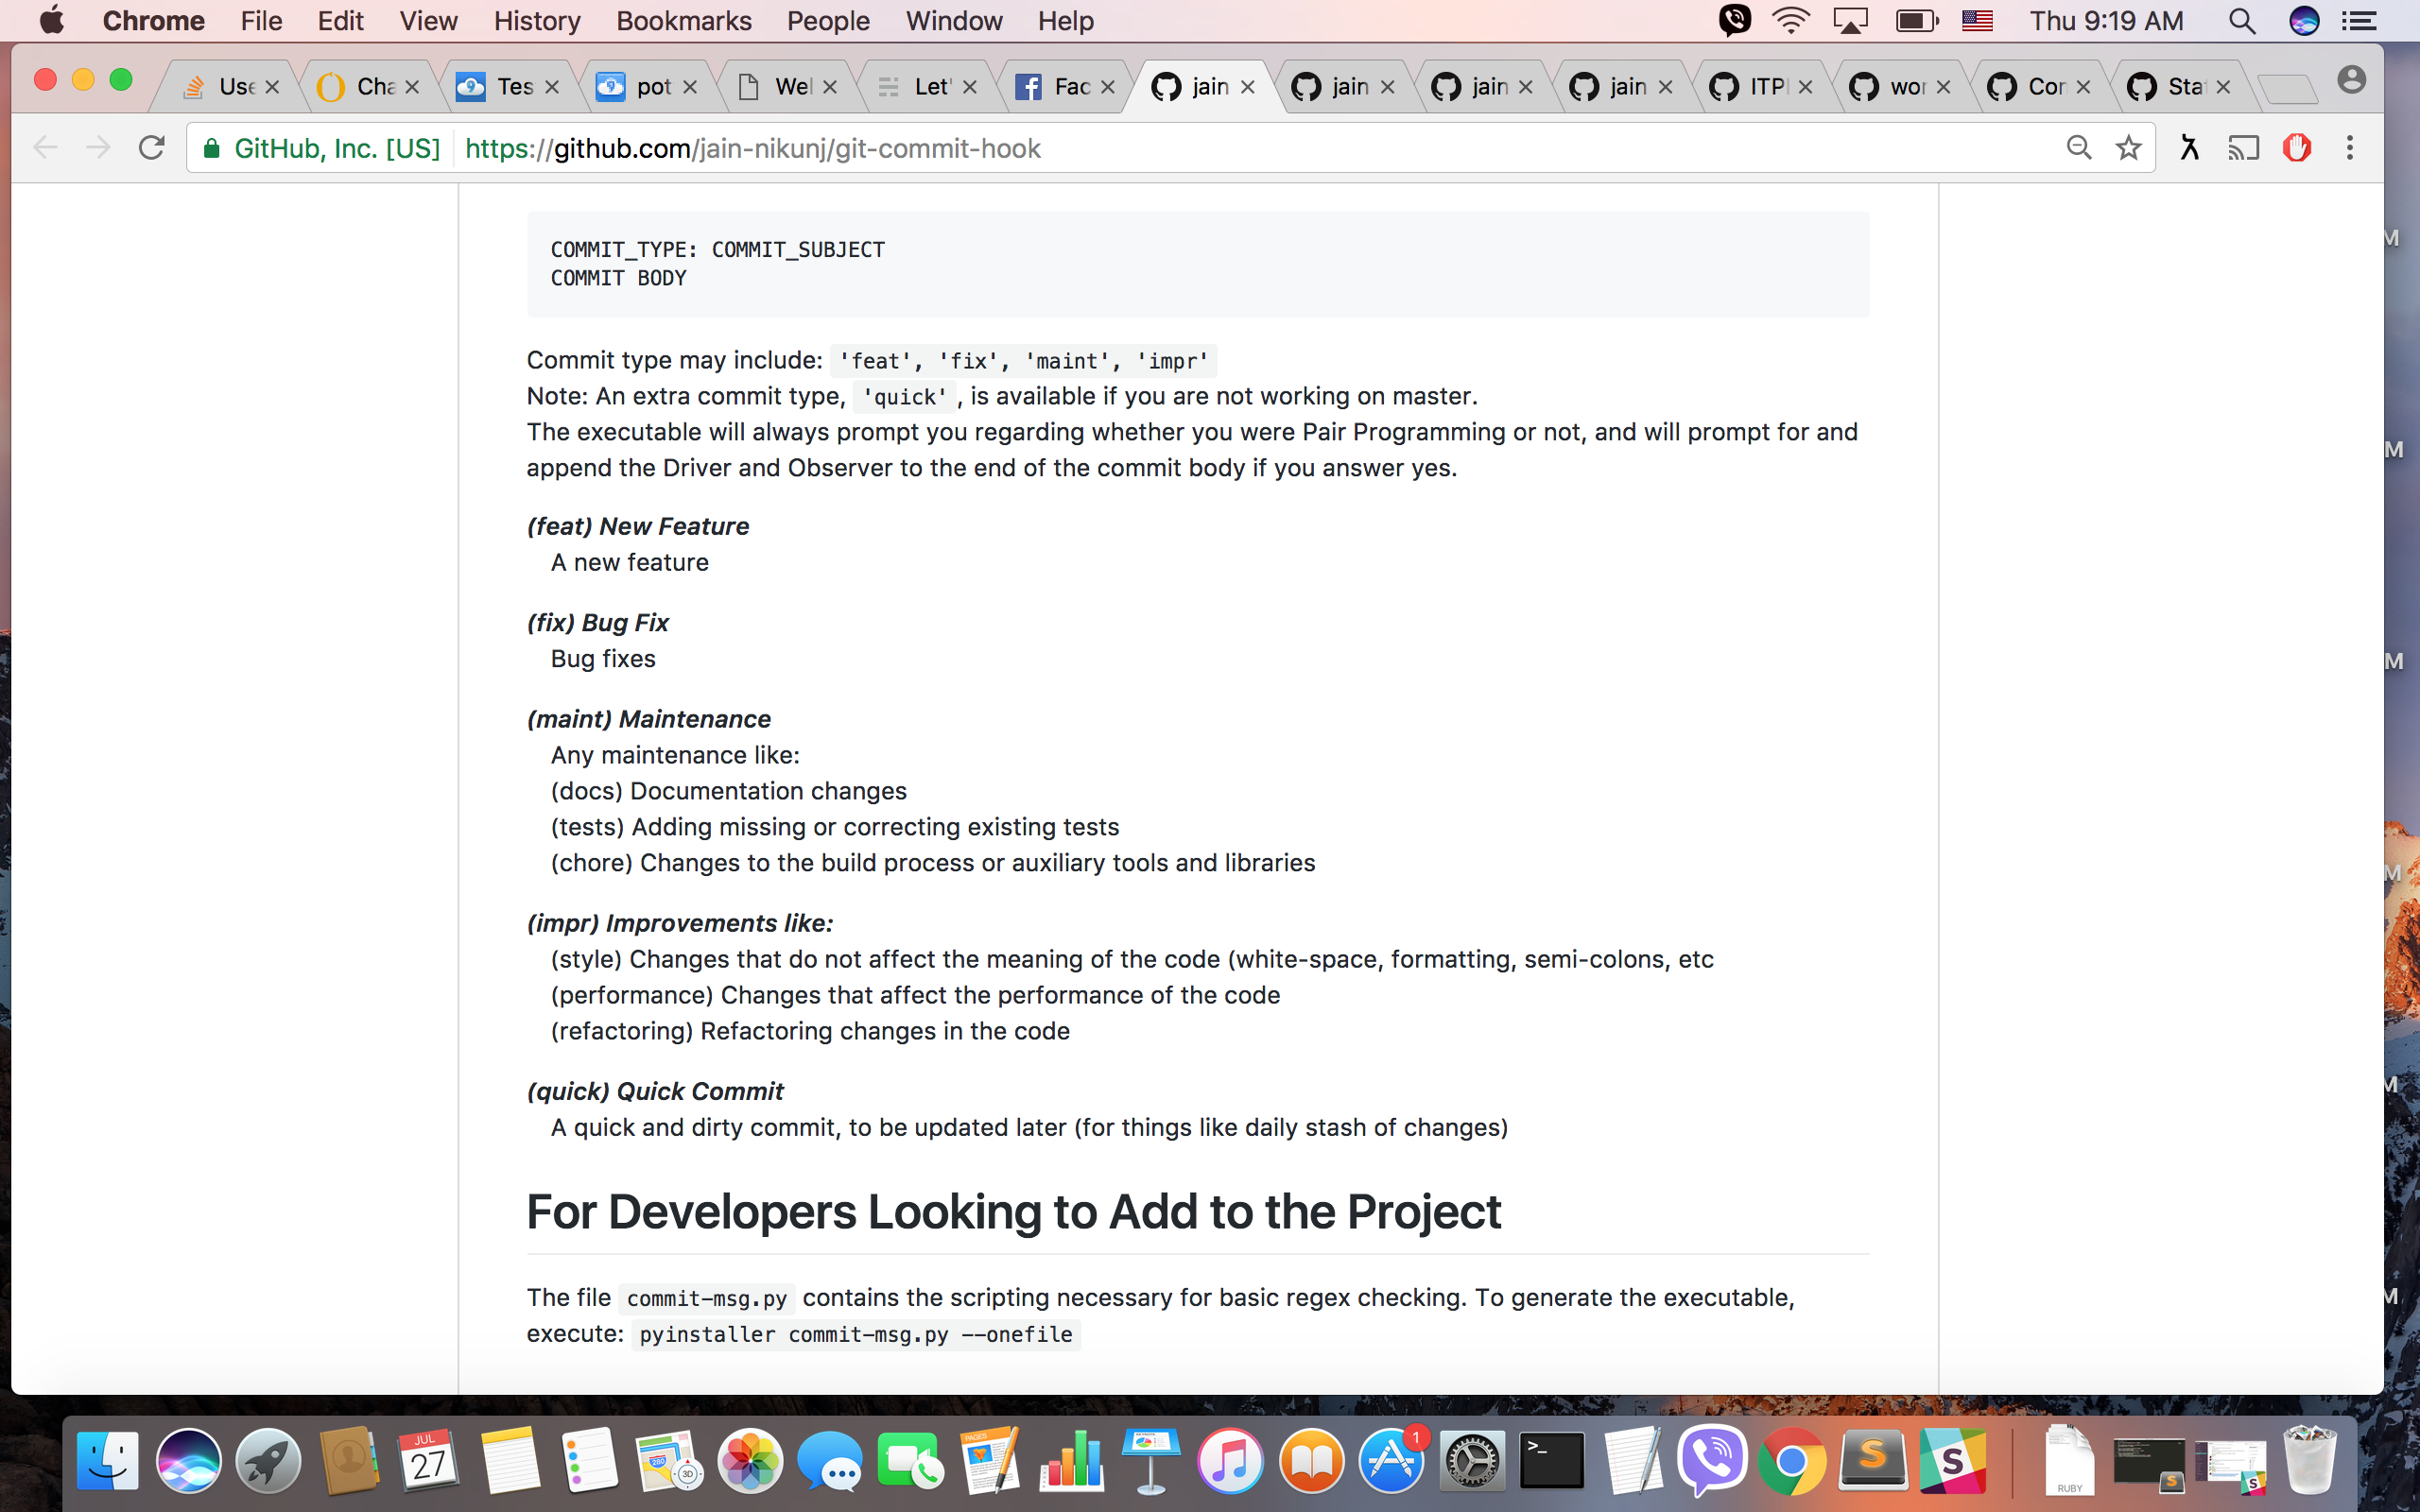 Chrome File Edit View History Bookmarks People Window Help Thu 9:19 AM
Use Cha Tes pot Wel Let' Fac jain jain jain jain ITP wor Cor Sta
GitHub, Inc. [US] https://github.com/jain-nikunj/git-commit-hook
COMMIT_TYPE: COMMIT_SUBJECT
COMMIT BODY
Commit type may include: 'feat', 'fix', 'maint', 'impr'
Note: An extra commit type, 'quick', is available if you are not working on master.
The executable will always prompt you regarding whether you were Pair Programming or not, and will prompt for and
append the Driver and Observer to the end of the commit body if you answer yes.
(feat) New Feature
A new feature
(fix) Bug Fix
Bug fixes
(maint) Maintenance
Any maintenance like:
(docs) Documentation changes
(tests) Adding missing or correcting existing tests
(chore) Changes to the build process or auxiliary tools and libraries
(impr) Improvements like:
(style) Changes that do not affect the meaning of the code (white-space, formatting, semi-colons, etc
(performance) Changes that affect the performance of the code
(refactoring) Refactoring changes in the code
(quick) Quick Commit
A quick and dirty commit, to be updated later (for things like daily stash of changes)
For Developers Looking to Add to the Project
The file commit-msg.py contains the scripting necessary for basic regex checking. To generate the executable,
execute: pyinstaller commit-msg.py --onefile
M
M
M
M
M
M
JUL
27
PAGES
280
3D
1
>_
S
S
RUBY
S
S